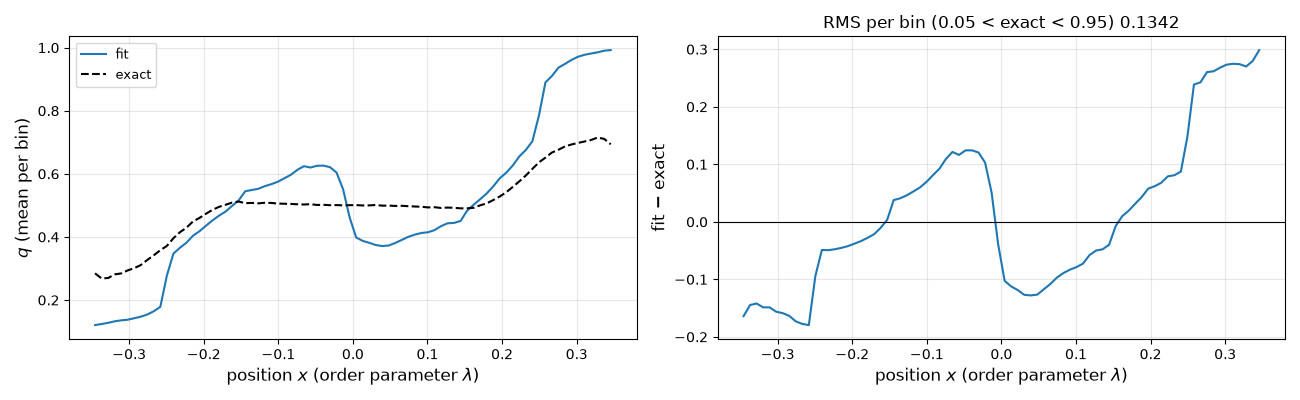 fit
exact
1.0
0.8
0.6
0.4
0.2
q (mean per bin)
−0.3 −0.2 −0.1 0.0 0.1 0.2 0.3
position x (order parameter λ)
RMS per bin (0.05 < exact < 0.95) 0.1342
0.3
0.2
0.1
0.0
−0.1
−0.2
fit − exact
−0.3 −0.2 −0.1 0.0 0.1 0.2 0.3
position x (order parameter λ)